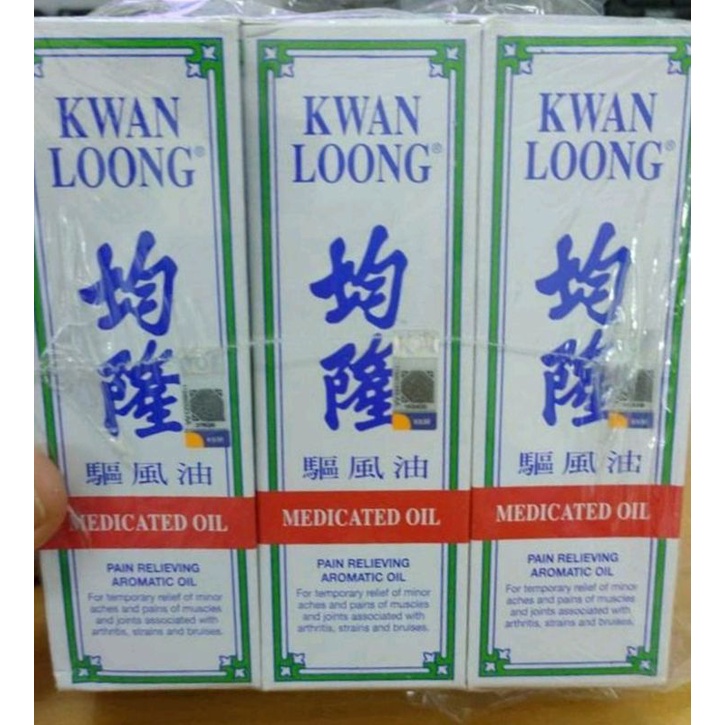 KWAN
LOONG®
均
隆
驅風油
MEDICATED OIL
PAIN RELIEVING
AROMATIC OIL
For temporary relief of minor
aches and pains of muscles
and joints associated with
arthritis, strains and bruises.
KWAN
LOONG®
均
隆
驅風油
MEDICATED OIL
PAIN RELIEVING
AROMATIC OIL
For temporary relief of minor
aches and pains of muscles
and joints associated with
arthritis, strains and bruises.
KWAN
LOONG®
均
隆
驅風油
MEDICATED OIL
PAIN RELIEVING
AROMATIC OIL
For temporary relief of minor
aches and pains of muscles
and joints associated with
arthritis, strains and bruises.